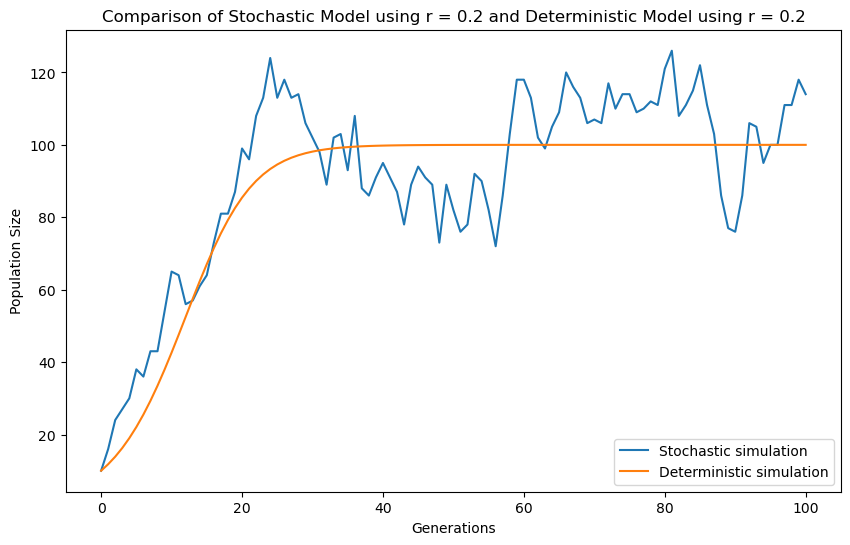 Comparison of Stochastic Model using r = 0.2 and Deterministic Model using r = 0.2
Population Size
120
100
80
60
40
20
0
20
40
60
80
100
Generations
Stochastic simulation
Deterministic simulation